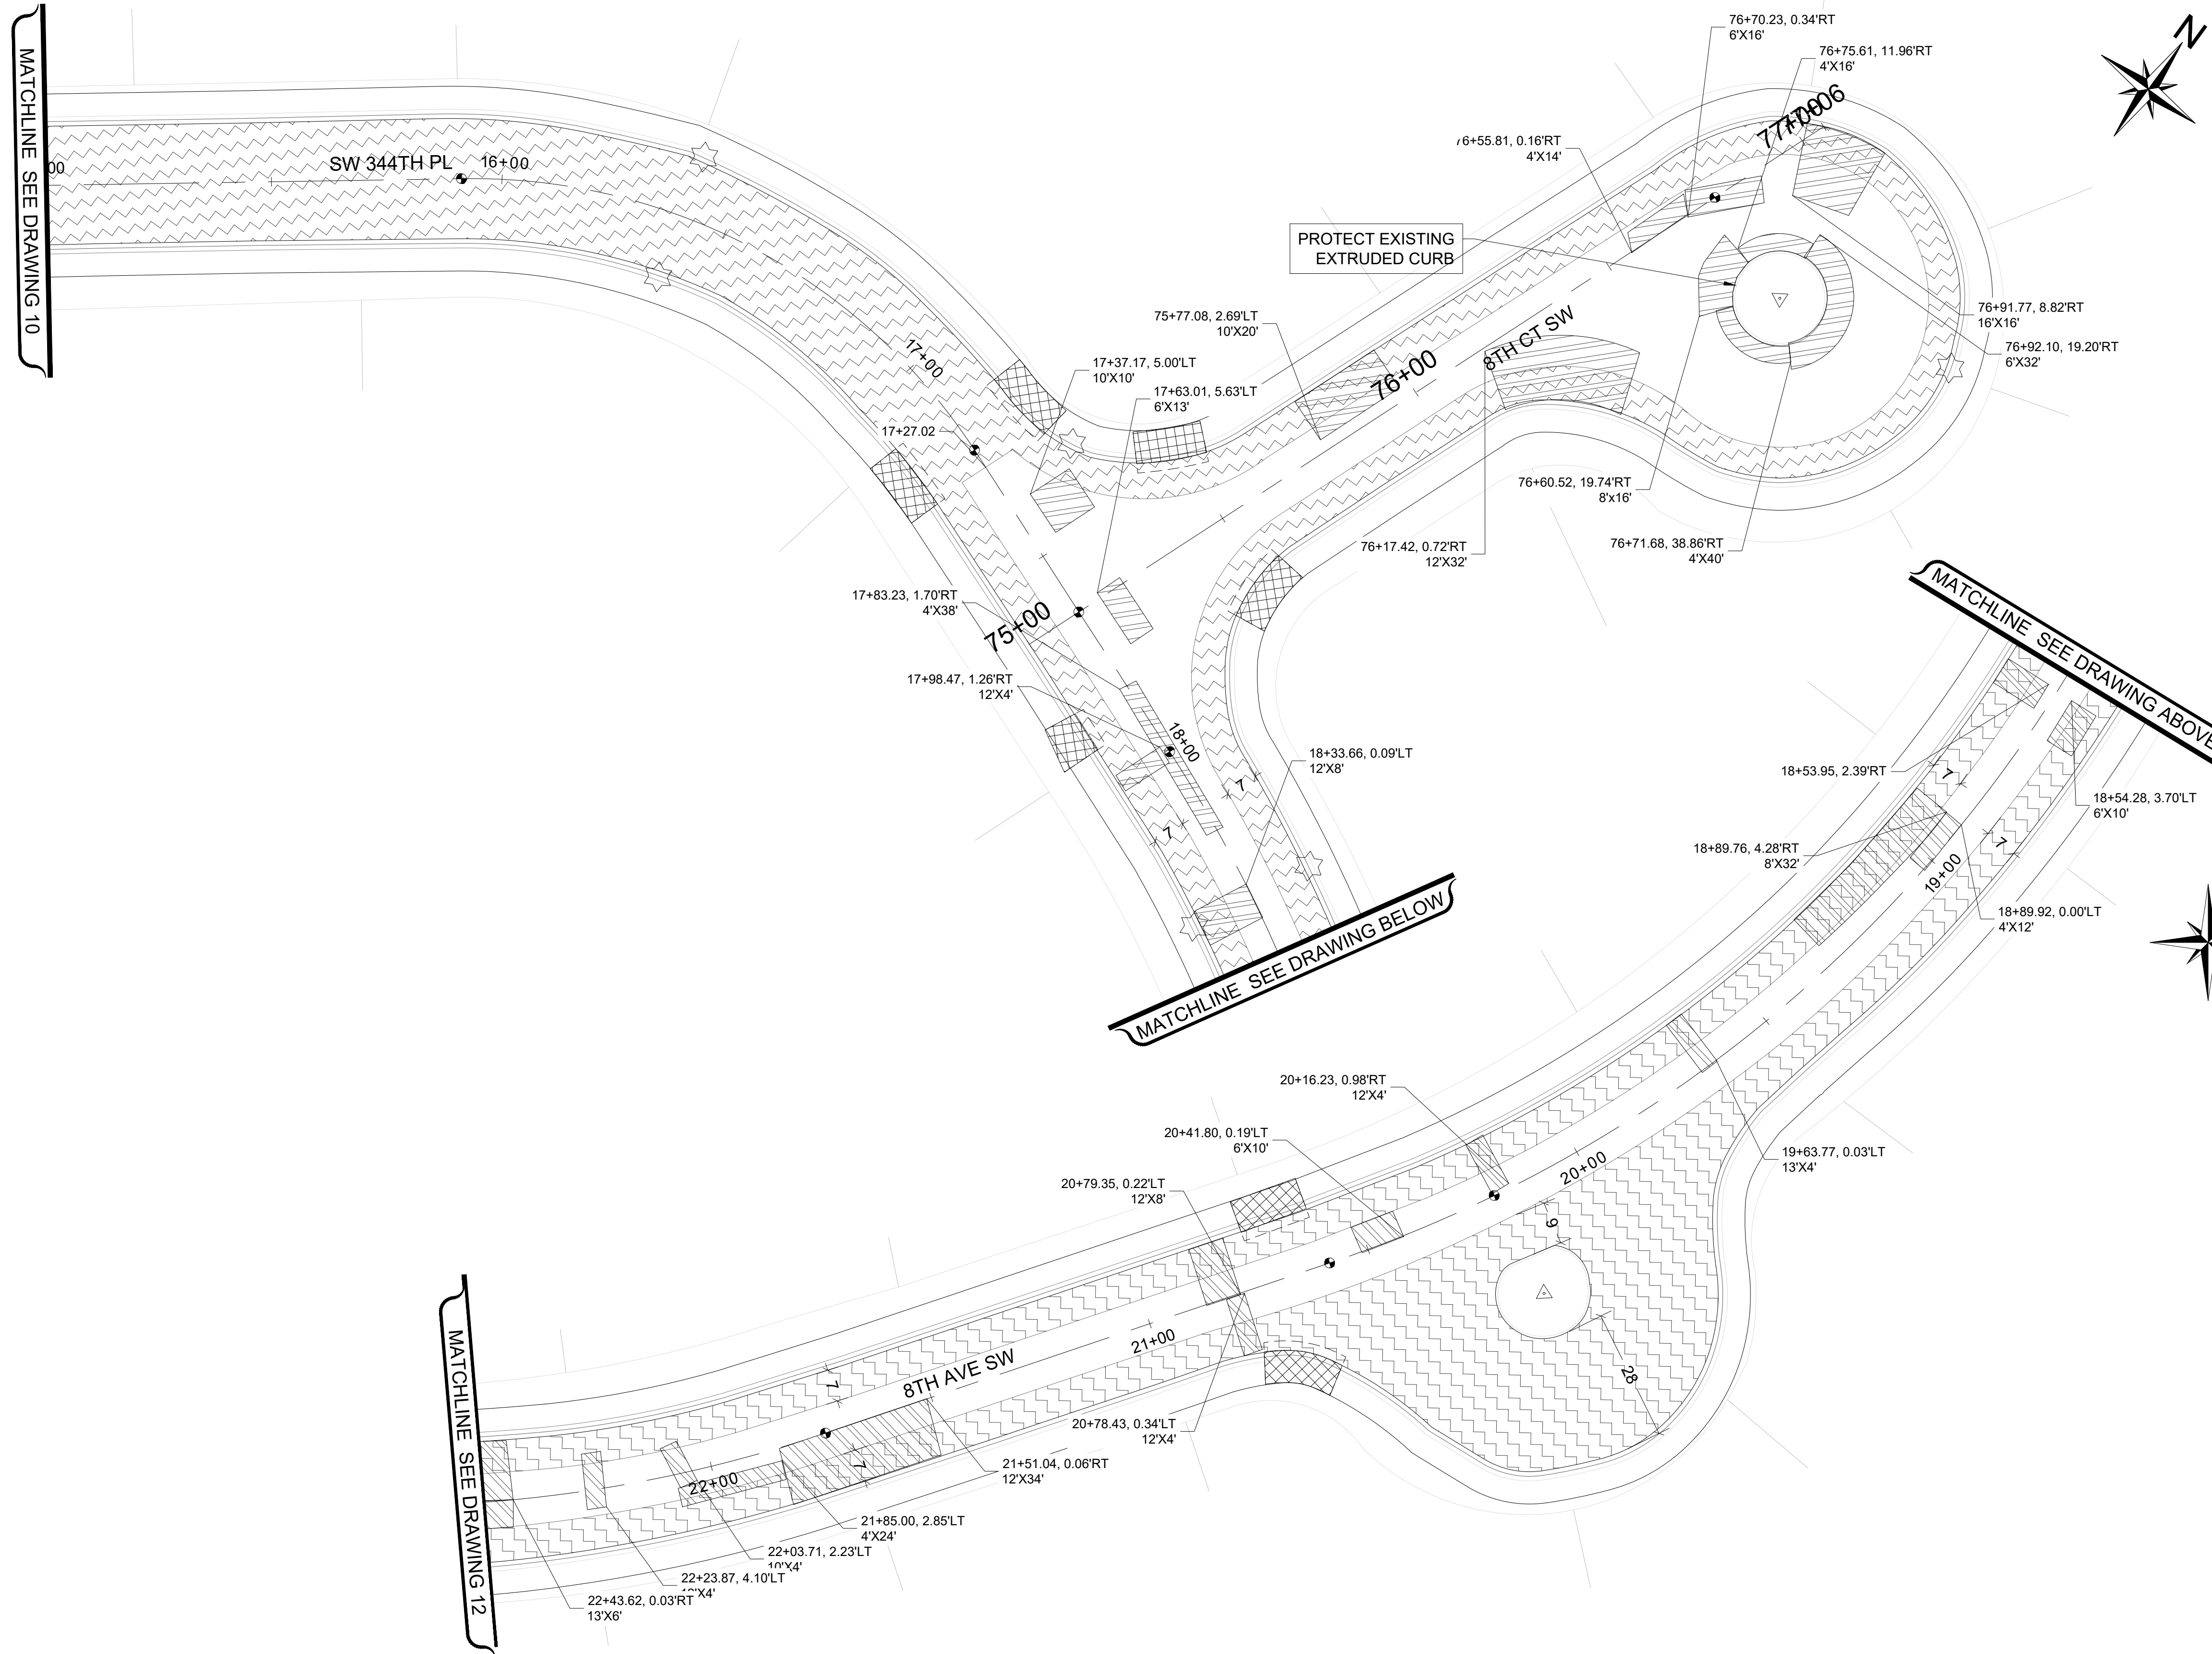 MATCHLINE SEE DRAWING 10
00
SW 344TH PL
16+00
N
76+70.23, 0.34'RT
6'X16'
76+75.61, 11.96'RT
4'X16'
77+00
6+55.81, 0.16'RT
4'X14'
PROTECT EXISTING
EXTRUDED CURB
75+77.08, 2.69'LT
10'X20'
17+00
17+37.17, 5.00'LT
10'X10'
17+63.01, 5.63'LT
6'X13'
17+27.02
76+00
8TH CT SW
76+91.77, 8.82'RT
16'X16'
76+92.10, 19.20'RT
6'X32'
76+60.52, 19.74'RT
8'x16'
76+71.68, 38.86'RT
4'X40'
76+17.42, 0.72'RT
12'X32'
17+83.23, 1.70'RT
4'X38'
75+00
17+98.47, 1.26'RT
12'X4'
18+00
7
7
18+33.66, 0.09'LT
12'X8'
MATCHLINE SEE DRAWING BELOW
MATCHLINE SEE DRAWING ABOVE
18+53.95, 2.39'RT
7
18+54.28, 3.70'LT
6'X10'
18+89.76, 4.28'RT
8'X32'
7
19+00
18+89.92, 0.00'LT
4'X12'
20+16.23, 0.98'RT
12'X4'
20+41.80, 0.19'LT
6'X10'
19+63.77, 0.03'LT
13'X4'
20+79.35, 0.22'LT
12'X8'
20+00
9
28
21+00
8TH AVE SW
7
MATCHLINE SEE DRAWING 12
20+78.43, 0.34'LT
12'X4'
21+51.04, 0.06'RT
12'X34'
7
22+00
21+85.00, 2.85'LT
4'X24'
22+03.71, 2.23'LT
10'X4'
22+23.87, 4.10'LT
'X4'
22+43.62, 0.03'RT
13'X6'